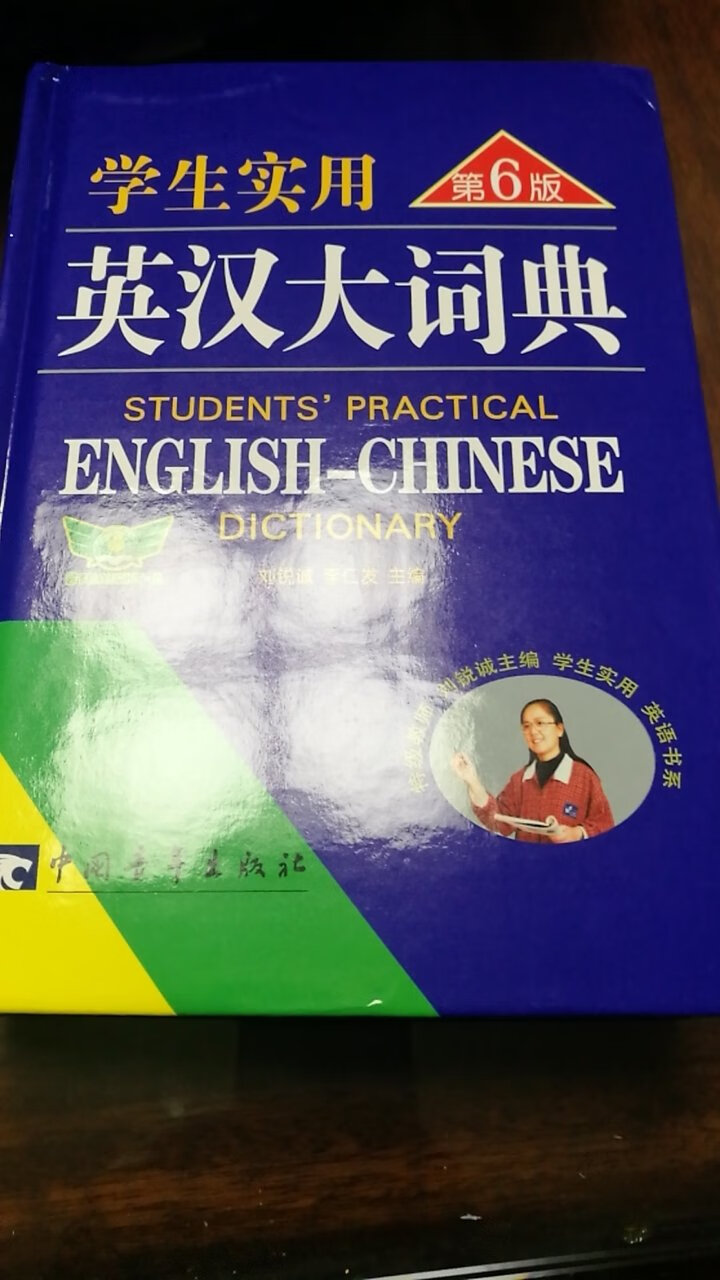 学生实用
第6版
英汉大词典
STUDENTS' PRACTICAL
ENGLISH-CHINESE
DICTIONARY
刘锐诚 李仁发 主编
刘锐诚主编 学生实用 英语书系
中国青年出版社